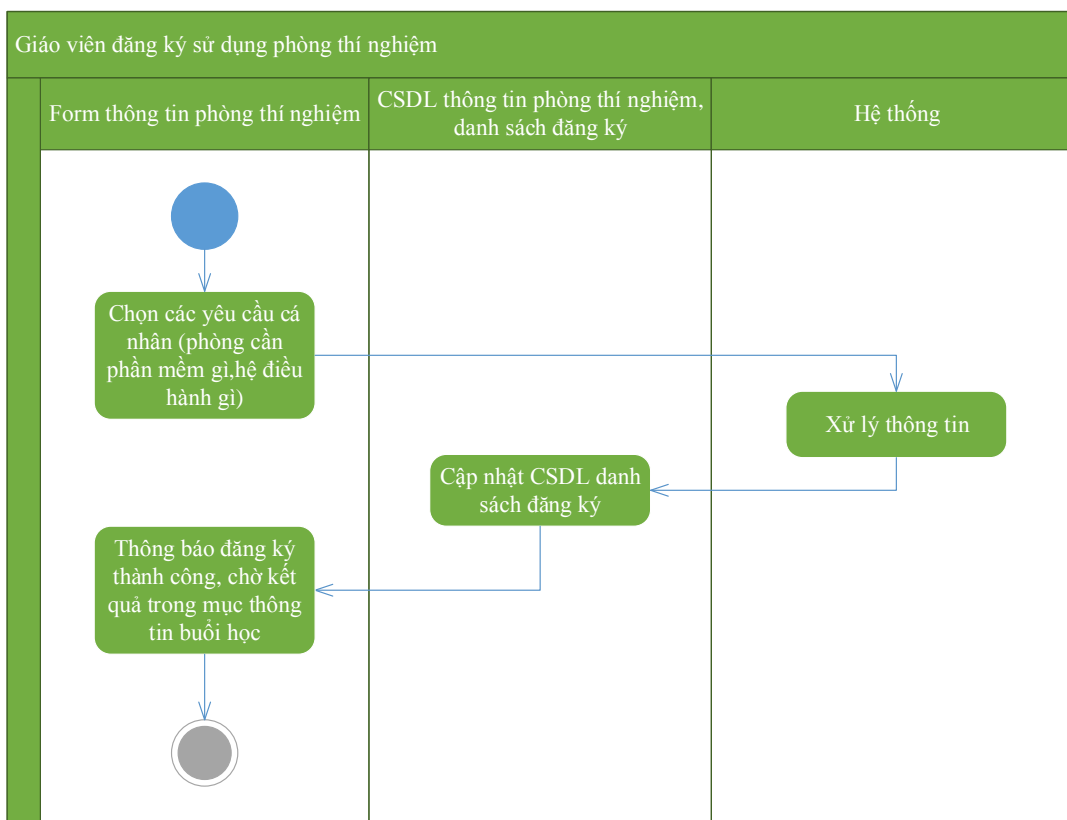 Giáo viên đăng ký sử dụng phòng thí nghiệm
Form thông tin phòng thí nghiệm
CSDL thông tin phòng thí nghiệm,
danh sách đăng ký
Hệ thống
Chọn các yêu cầu cá
nhân (phòng cần
phần mềm gì,hệ điều
hành gì)
Xử lý thông tin
Cập nhật CSDL danh
sách đăng ký
Thông báo đăng ký
thành công, chờ kết
quả trong mục thông
tin buổi học